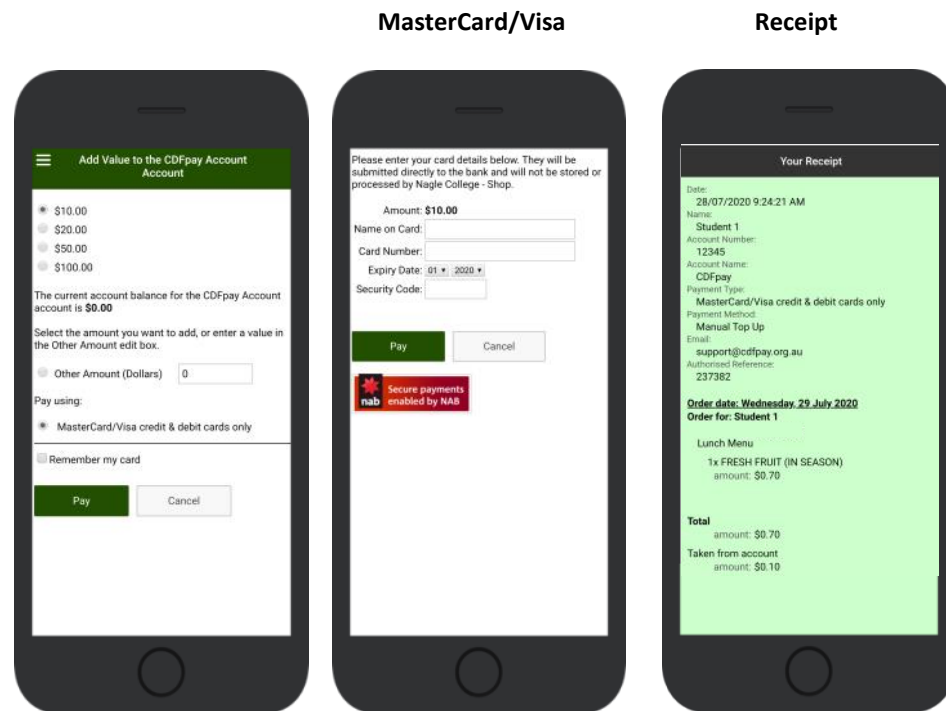 MasterCard/Visa
Receipt
Add Value to the CDFpay Account
Account
$10.00
$20.00
$50.00
$100.00
The current account balance for the CDFpay Account
account is $0.00
Select the amount you want to add, or enter a value in
the Other Amount edit box.
Other Amount (Dollars) 0
Pay using:
MasterCard/Visa credit & debit cards only
Remember my card
Pay Cancel
Please enter your card details below. They will be
submitted directly to the bank and will not be stored or
processed by Nagle College - Shop.
Amount: $10.00
Name on Card:
Card Number:
Expiry Date: 01 2020
Security Code:
Pay Cancel
nab Secure payments
enabled by NAB
Your Receipt
Date:
28/07/2020 9:24:21 AM
Name:
Student 1
Account Number:
12345
Account Name:
CDFpay
Payment Type:
MasterCard/Visa credit & debit cards only
Payment Method:
Manual Top Up
Email:
support@cdfpay.org.au
Authorised Reference:
237382
Order date: Wednesday, 29 July 2020
Order for: Student 1
Lunch Menu
1x FRESH FRUIT (IN SEASON)
amount: $0.70
Total
amount: $0.70
Taken from account
amount: $0.10